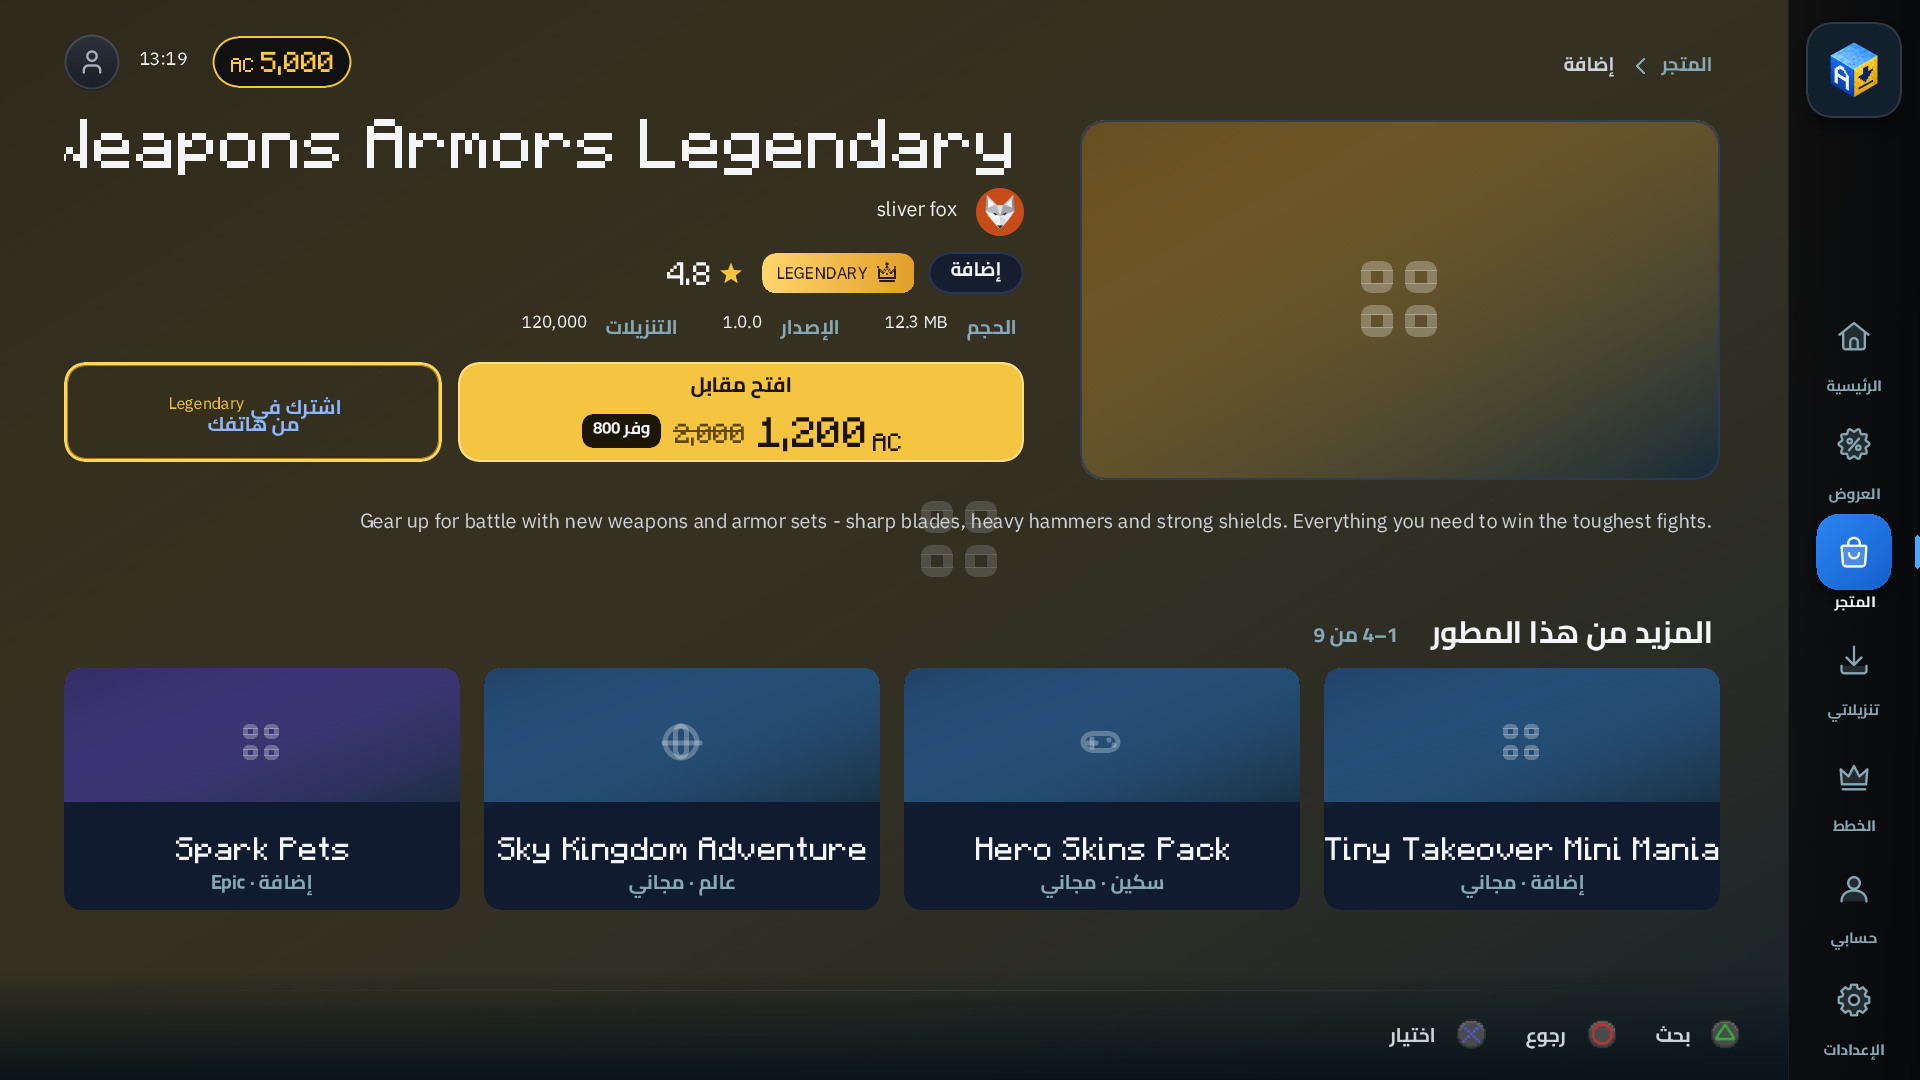 المتجر
إضافة
13:19
AC 5,000
eapons Armors Legendary
sliver fox
إضافة
LEGENDARY
4.8
الحجم 12.3 MB الإصدار 1.0.0 التنزيلات 120,000
افتح مقابل
1,200 AC 2,000 وفر 800
اشترك في Legendary
من هاتفك
Gear up for battle with new weapons and armor sets - sharp blades, heavy hammers and strong shields. Everything you need to win the toughest fights.
المزيد من هذا المطور 1–4 من 9
Tiny Takeover Mini Mania
إضافة · مجاني
Hero Skins Pack
سكين · مجاني
Sky Kingdom Adventure
عالم · مجاني
Spark Pets
إضافة · Epic
بحث
رجوع
اختيار
الرئيسية
العروض
المتجر
تنزيلاتي
الخطط
حسابي
الإعدادات